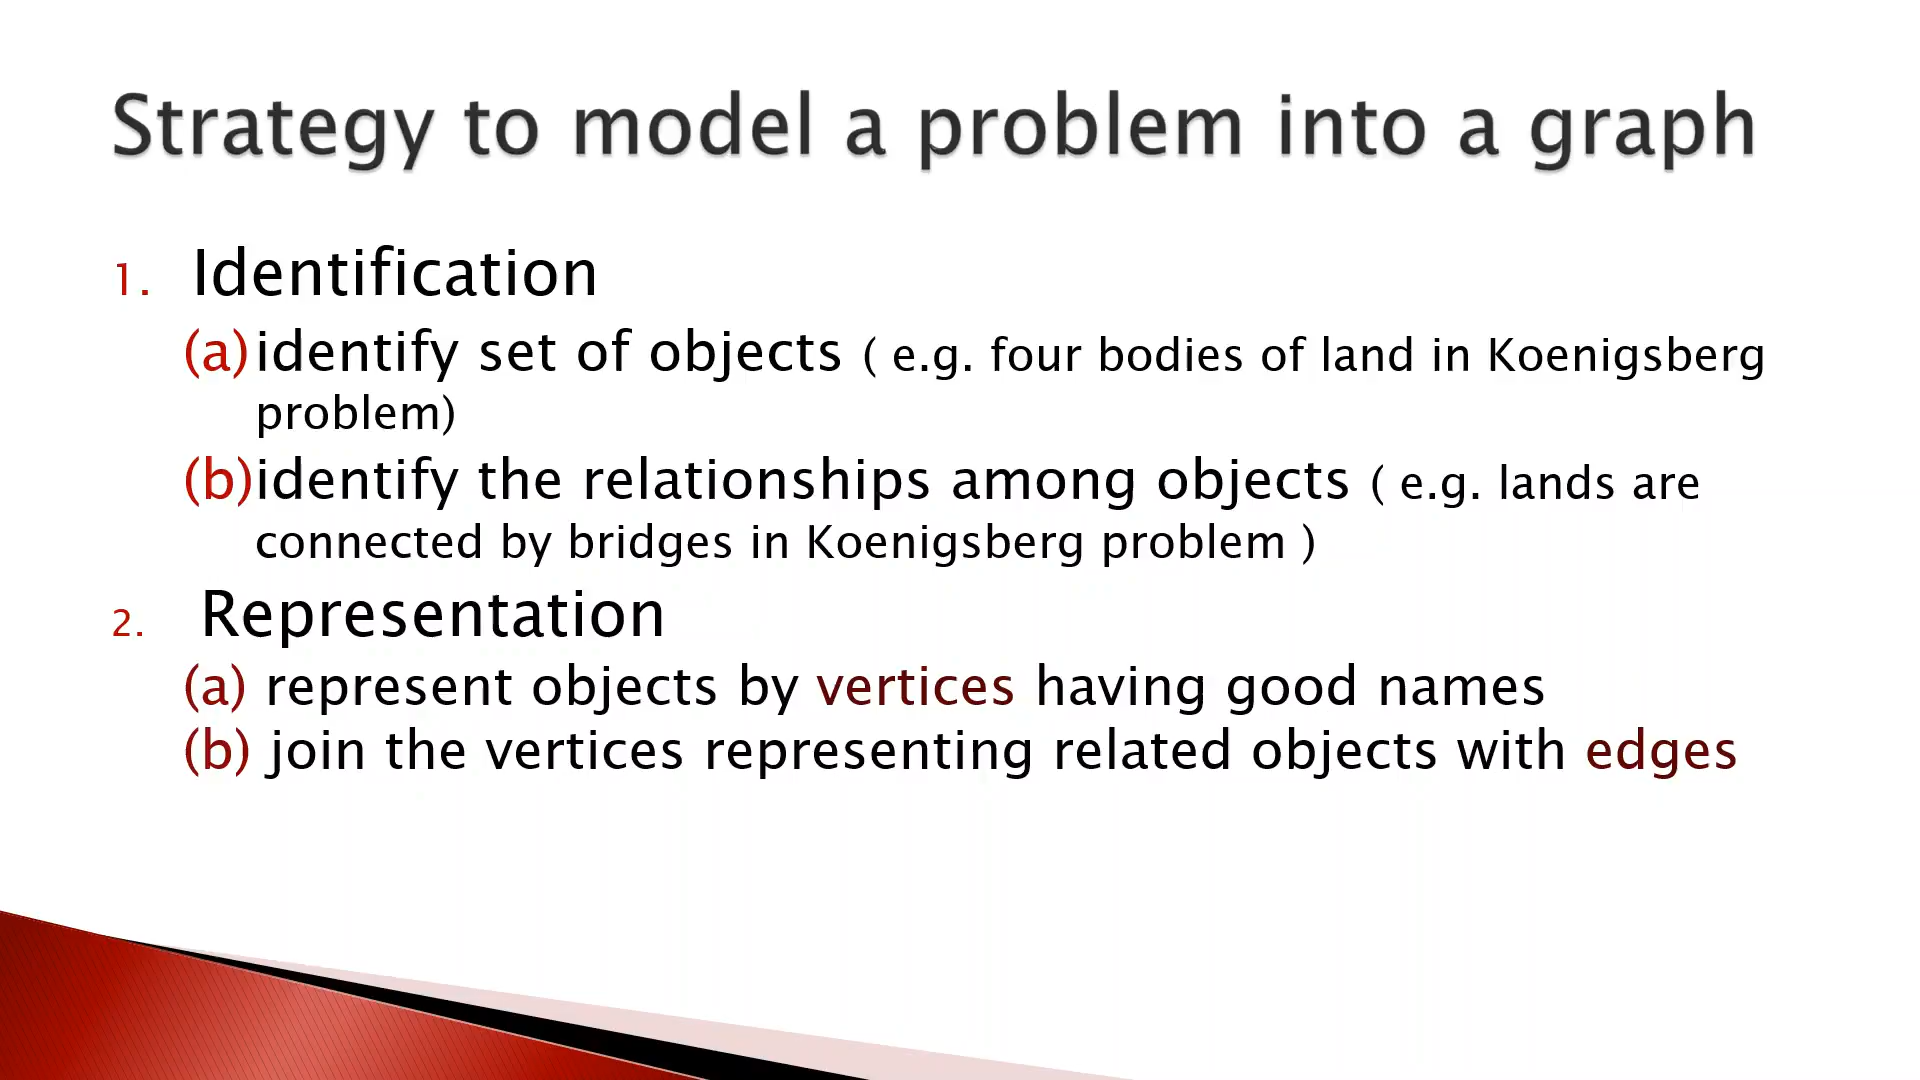 Strategy to model a problem into a graph
1. Identification
(a)identify set of objects ( e.g. four bodies of land in Koenigsberg
problem)
(b)identify the relationships among objects ( e.g. lands are
connected by bridges in Koenigsberg problem )
2. Representation
(a) represent objects by vertices having good names
(b) join the vertices representing related objects with edges